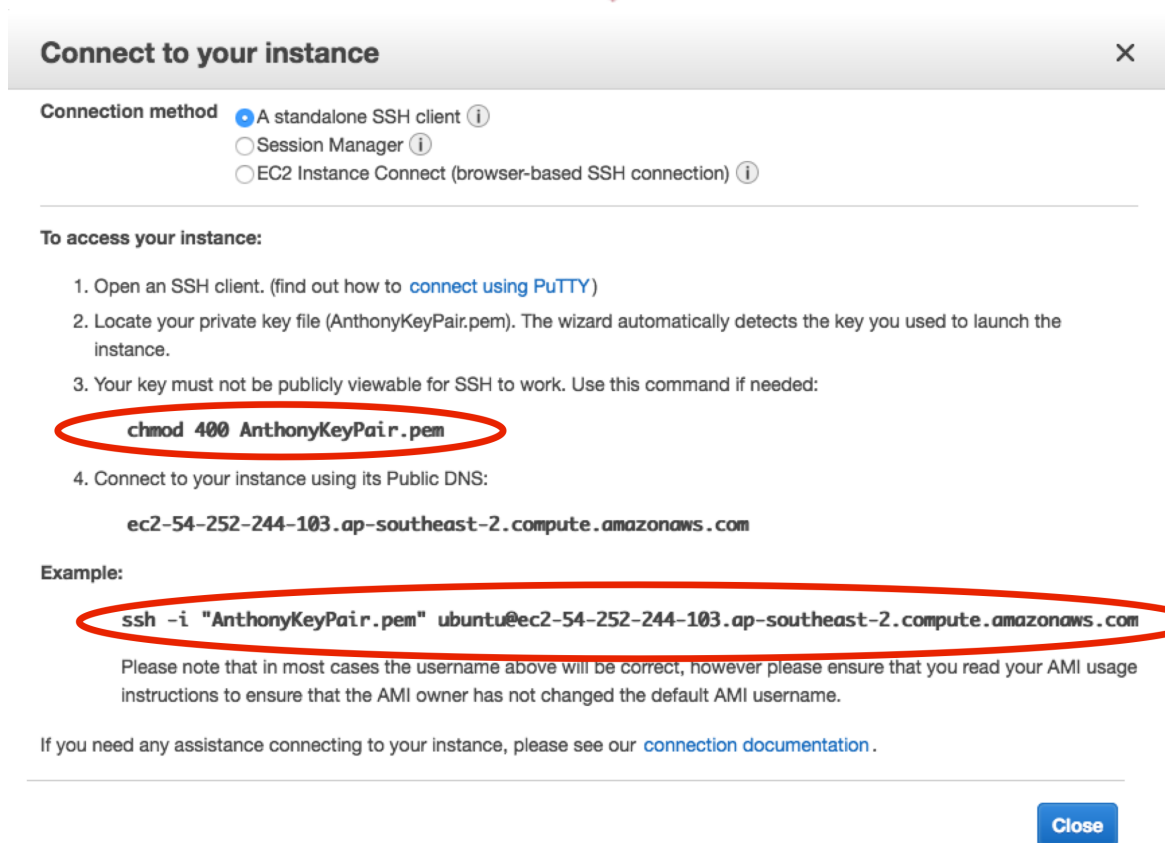 Connect to your instance
Connection method
A standalone SSH client
Session Manager
EC2 Instance Connect (browser-based SSH connection)
To access your instance:
1. Open an SSH client. (find out how to connect using PuTTY)
2. Locate your private key file (AnthonyKeyPair.pem). The wizard automatically detects the key you used to launch the
instance.
3. Your key must not be publicly viewable for SSH to work. Use this command if needed:
chmod 400 AnthonyKeyPair.pem
4. Connect to your instance using its Public DNS:
ec2-54-252-244-103.ap-southeast-2.compute.amazonaws.com
Example:
ssh -i "AnthonyKeyPair.pem" ubuntu@ec2-54-252-244-103.ap-southeast-2.compute.amazonaws.com
Please note that in most cases the username above will be correct, however please ensure that you read your AMI usage
instructions to ensure that the AMI owner has not changed the default AMI username.
If you need any assistance connecting to your instance, please see our connection documentation.
Close